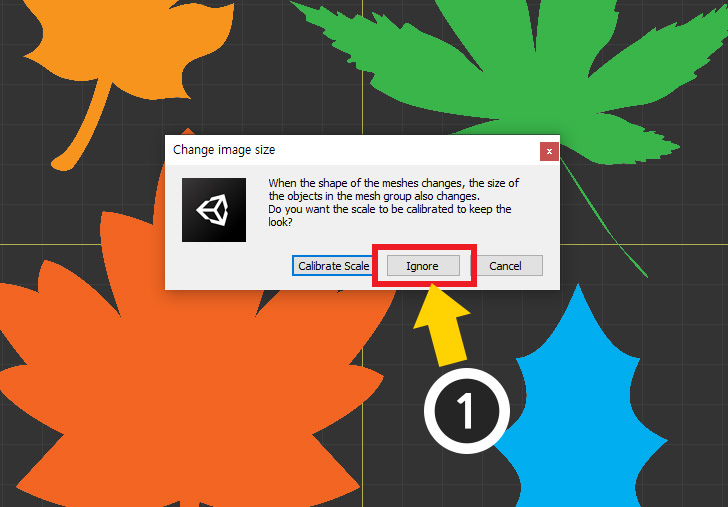 Change image size
x
When the shape of the meshes changes, the size of
the objects in the mesh group also changes.
Do you want the scale to be calibrated to keep the
look?
Calibrate Scale
Ignore
Cancel
1